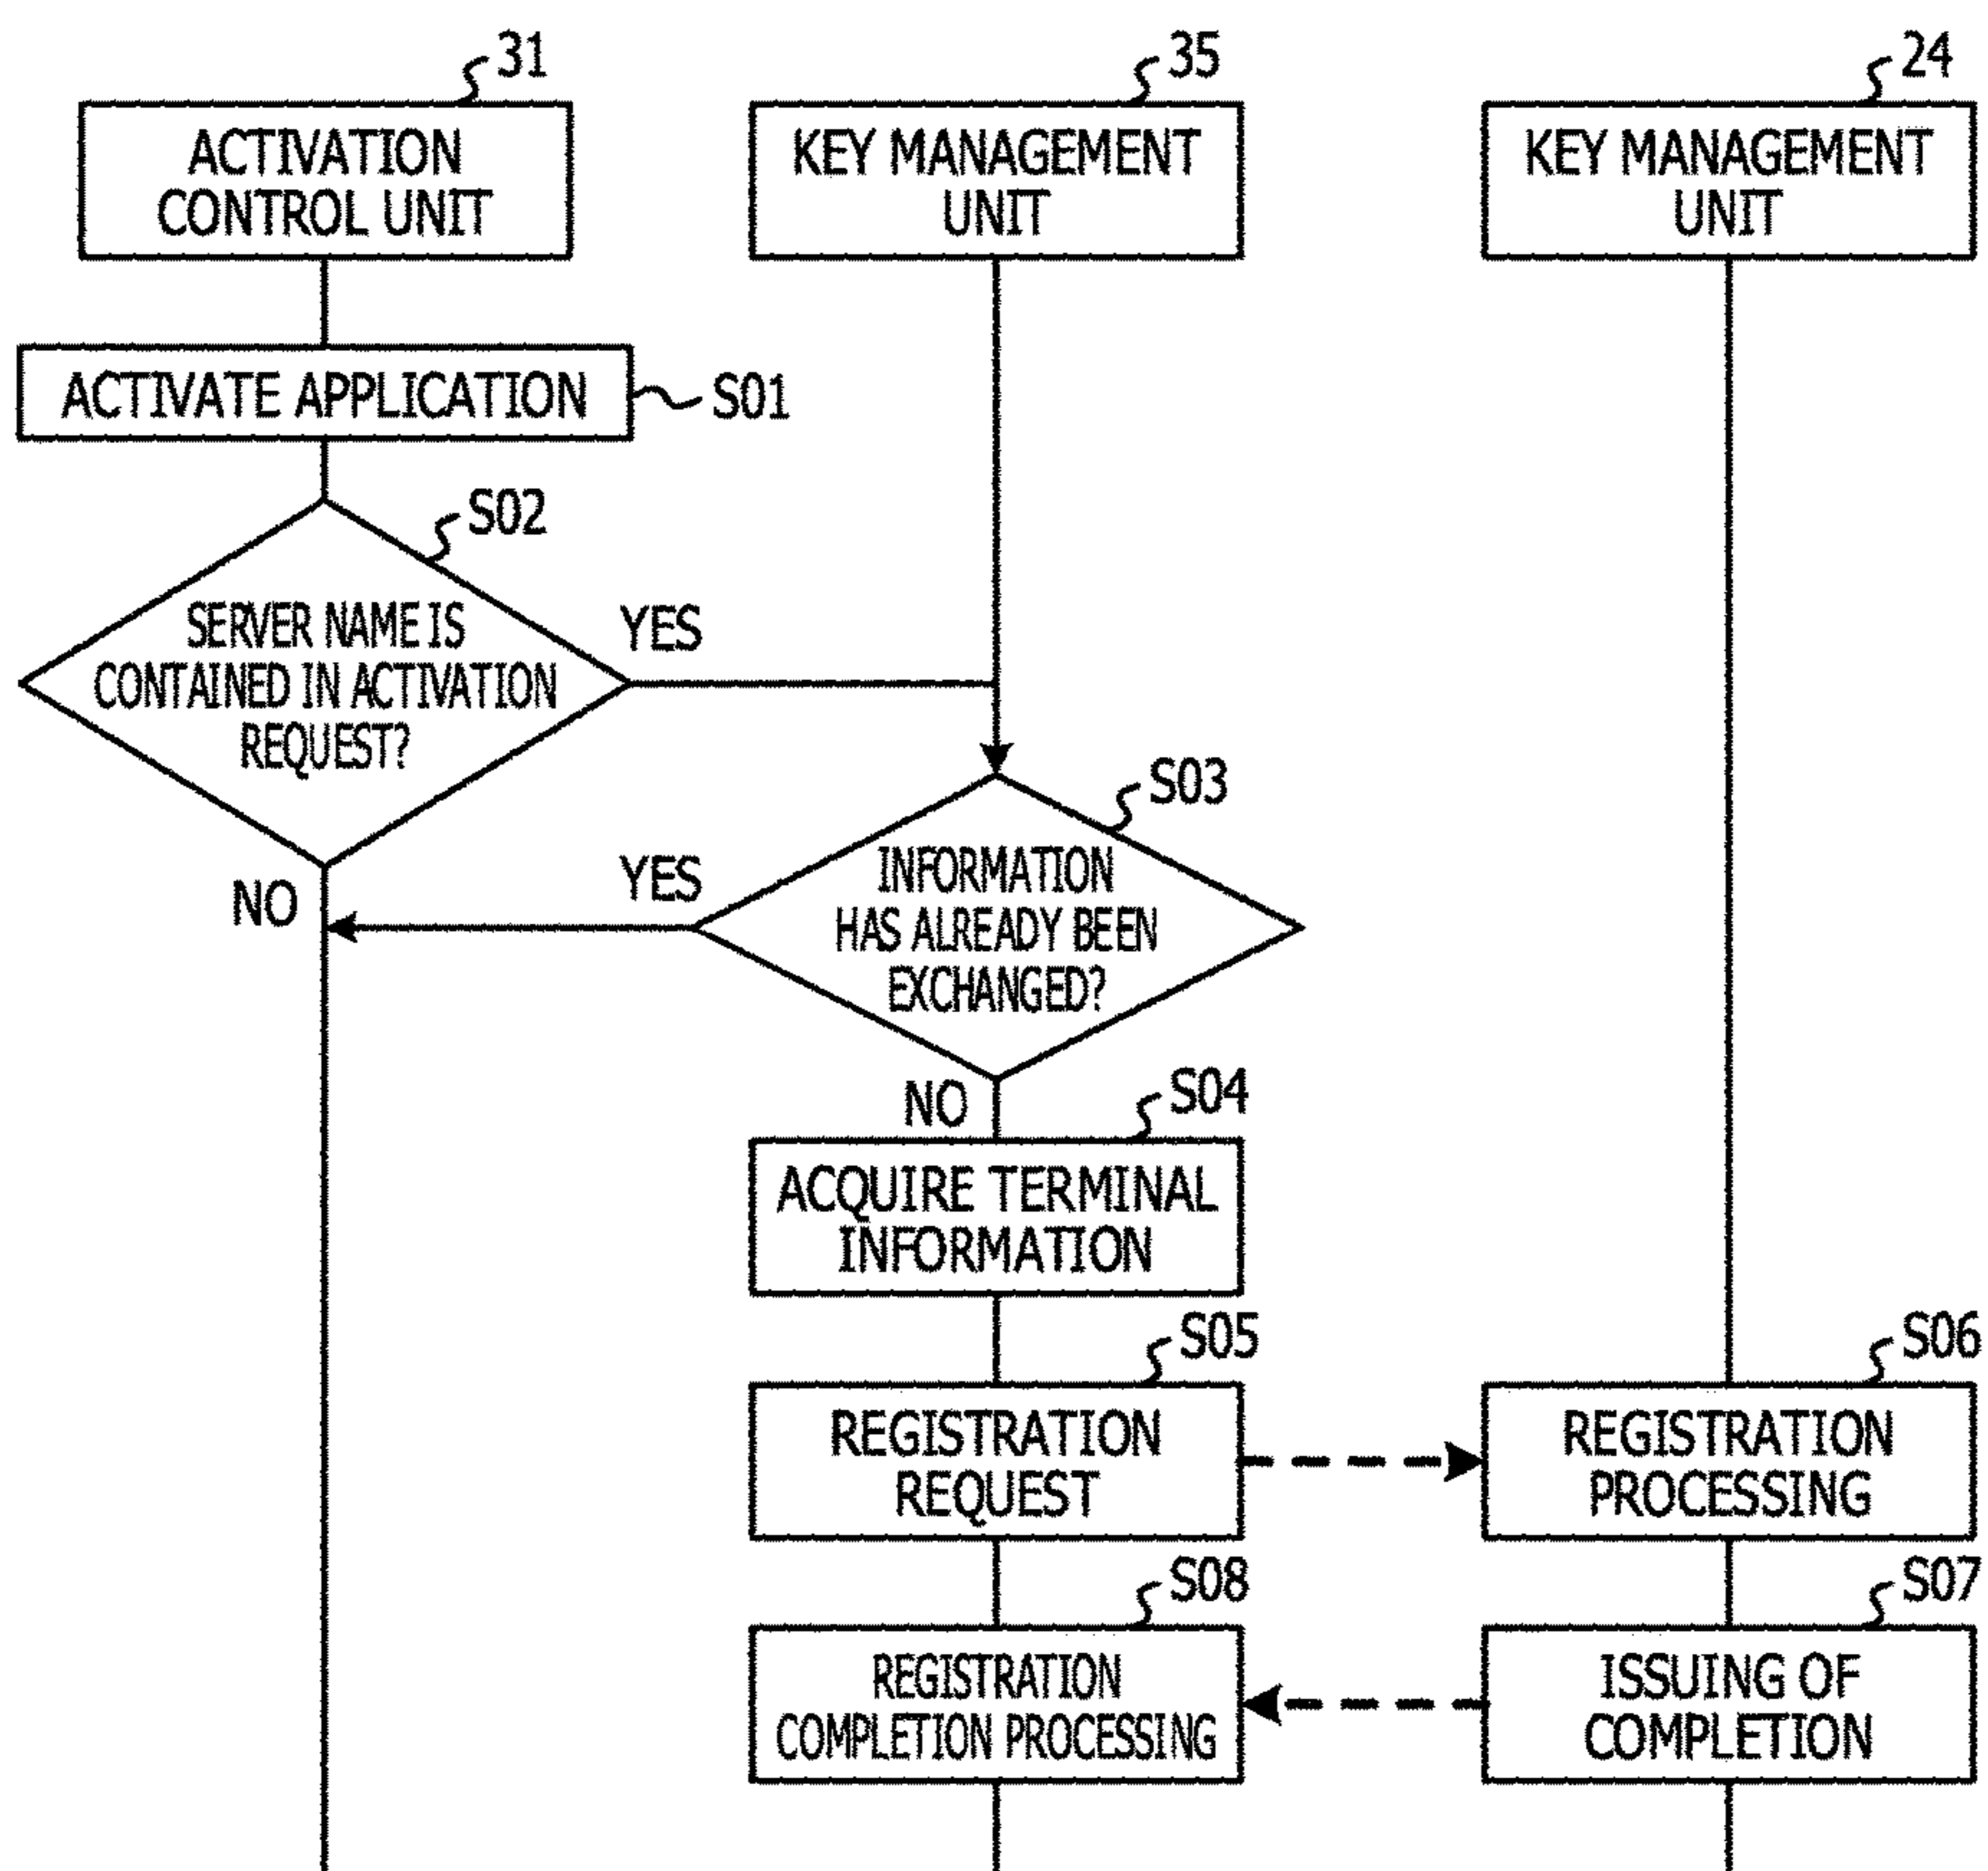 31
35
24
ACTIVATION
CONTROL UNIT
KEY MANAGEMENT
UNIT
KEY MANAGEMENT
UNIT
ACTIVATE APPLICATION
S01
S02
SERVER NAME IS
CONTAINED IN ACTIVATION
REQUEST?
YES
NO
S03
INFORMATION
HAS ALREADY BEEN
EXCHANGED?
YES
NO
S04
ACQUIRE TERMINAL
INFORMATION
S05
REGISTRATION
REQUEST
S06
REGISTRATION
PROCESSING
S08
REGISTRATION
COMPLETION PROCESSING
S07
ISSUING OF
COMPLETION